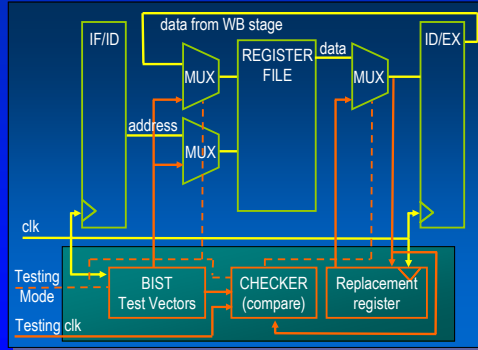 data from WB stage
IF/ID
ID/EX
REGISTER
FILE
data
MUX
MUX
address
MUX
clk
Testing
Mode
BIST
Test Vectors
CHECKER
(compare)
Replacement
register
Testing clk